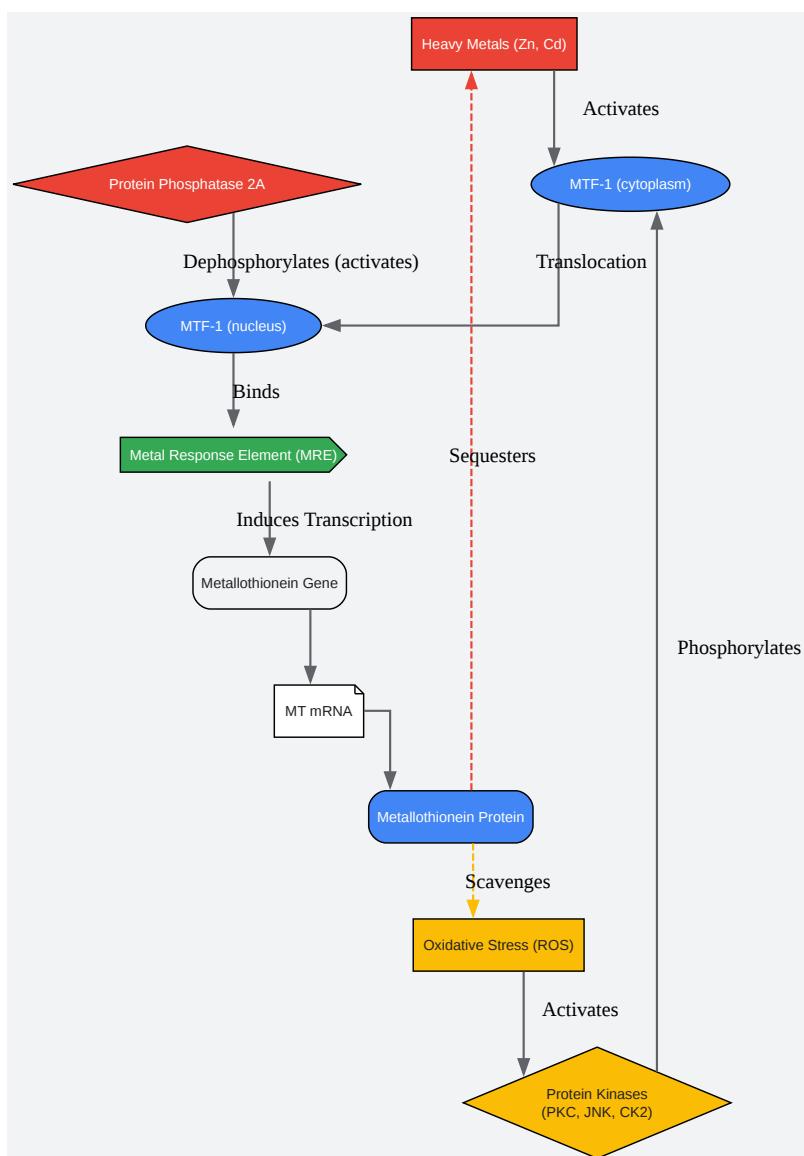 Heavy Metals (Zn, Cd)
Activates
Protein Phosphatase 2A
MTF-1 (cytoplasm)
Dephosphorylates (activates)
Translocation
MTF-1 (nucleus)
Binds
Metal Response Element (MRE)
Sequesters
Induces Transcription
Metallothionein Gene
Phosphorylates
MT mRNA
Metallothionein Protein
Scavenges
Oxidative Stress (ROS)
Activates
Protein Kinases
(PKC, JNK, CK2)